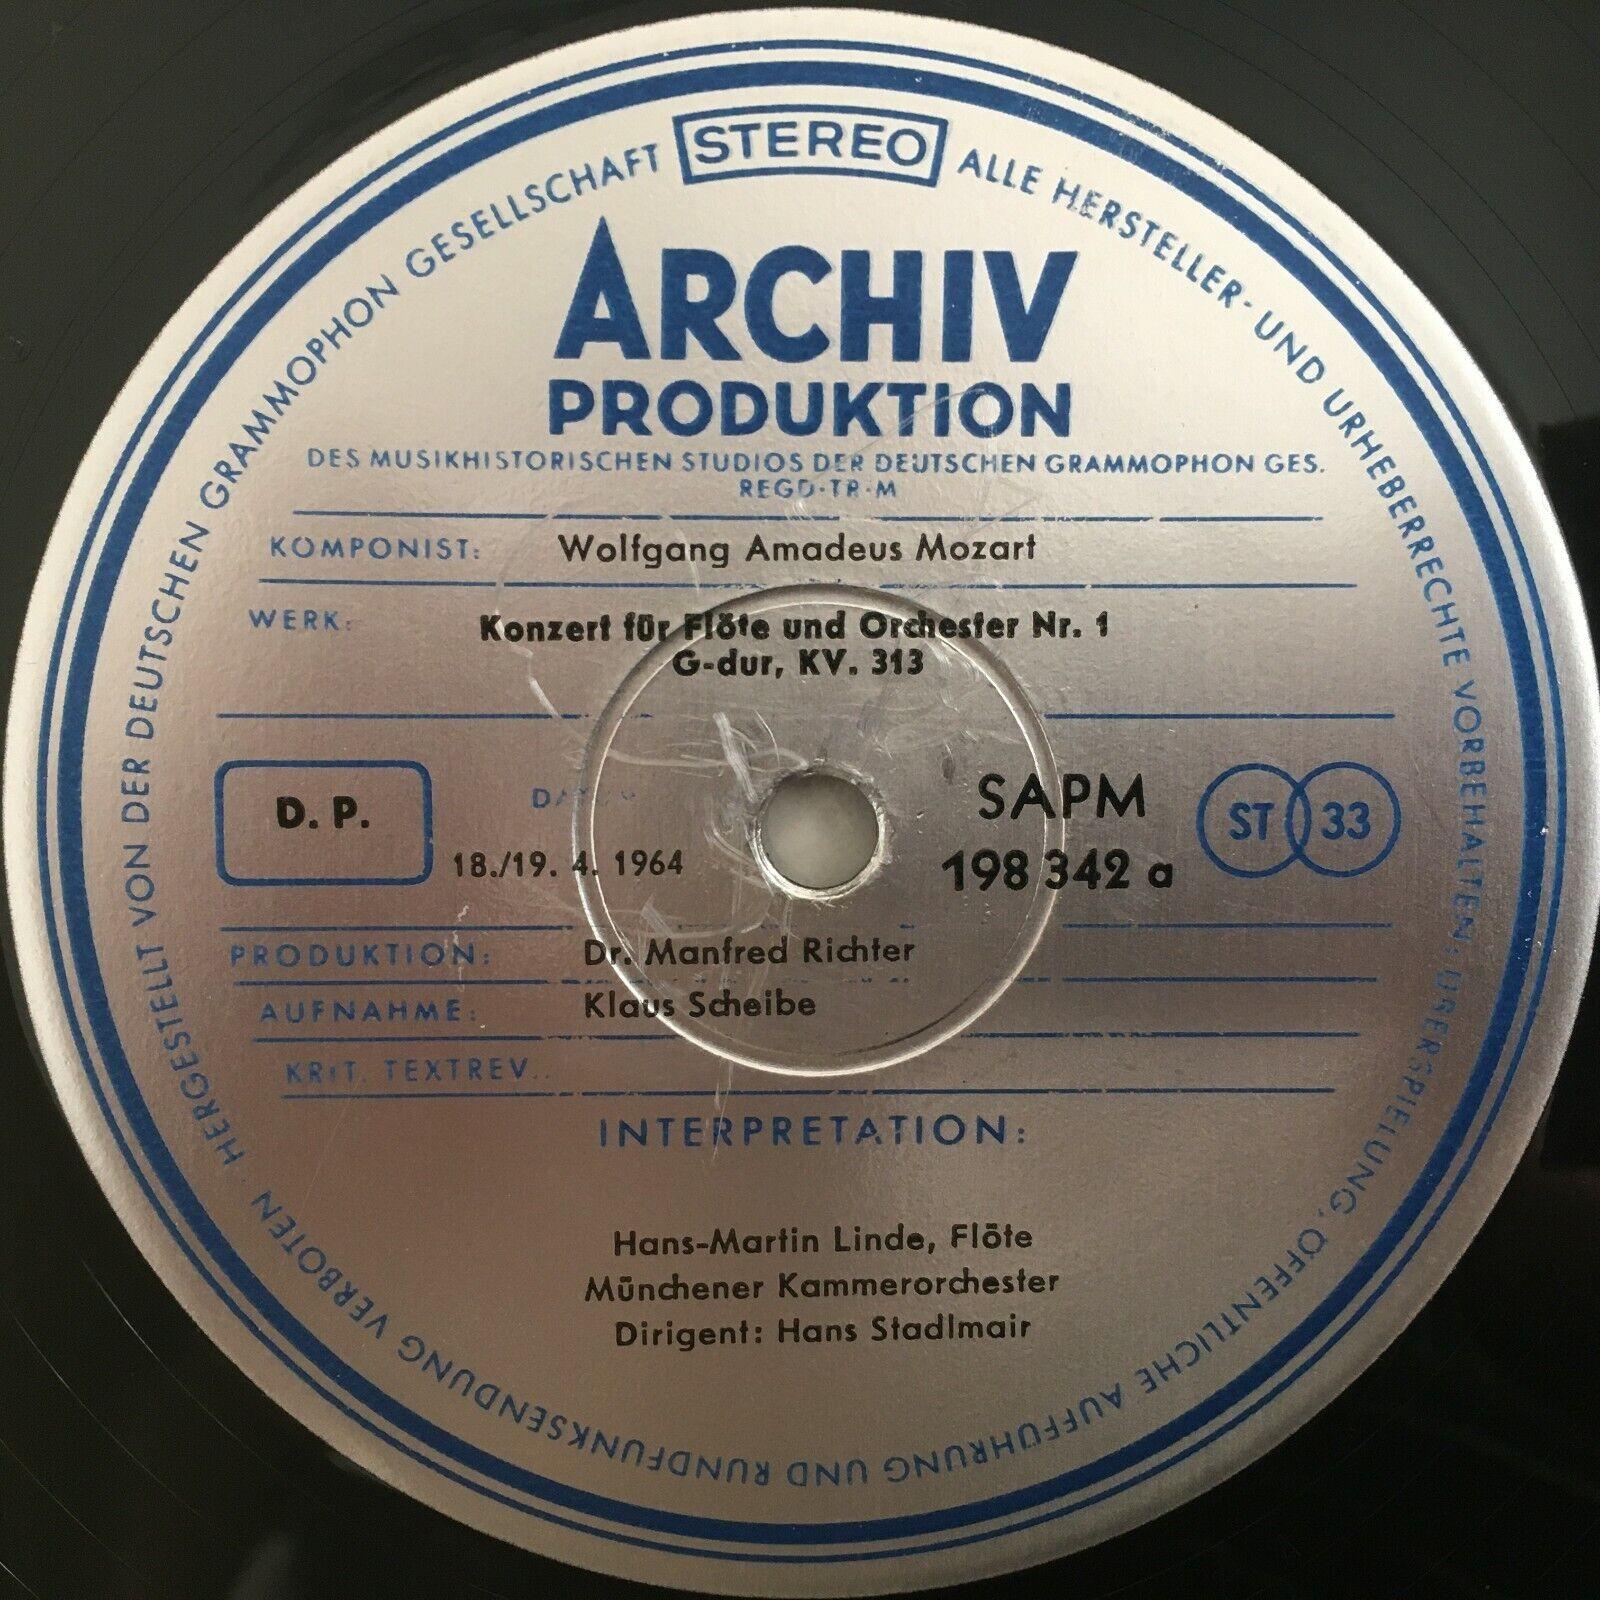 HERGESTELLT VON DER DEUTSCHEN GRAMMOPHON GESELLSCHAFT STEREO ALLE HERSTELLER- UND URHEBERRECHTE VORBEHALTEN; ÜBERSPIELUNG, ÖFFENTLICHE AUFFÜHRUNG UND RUNDFUNKSENDUNG VERBOTEN ·
ARCHIV
PRODUKTION
DES MUSIKHISTORISCHEN STUDIOS DER DEUTSCHEN GRAMMOPHON GES.
REGD·TR·M
KOMPONIST: Wolfgang Amadeus Mozart
WERK: Konzert für Flöte und Orchester Nr. 1
G-dur, KV. 313
D. P.
18./19. 4. 1964
SAPM
198 342 a
ST 33
PRODUKTION: Dr. Manfred Richter
AUFNAHME: Klaus Scheibe
KRIT. TEXTREV.:
INTERPRETATION:
Hans-Martin Linde, Flöte
Münchener Kammerorchester
Dirigent: Hans Stadlmair